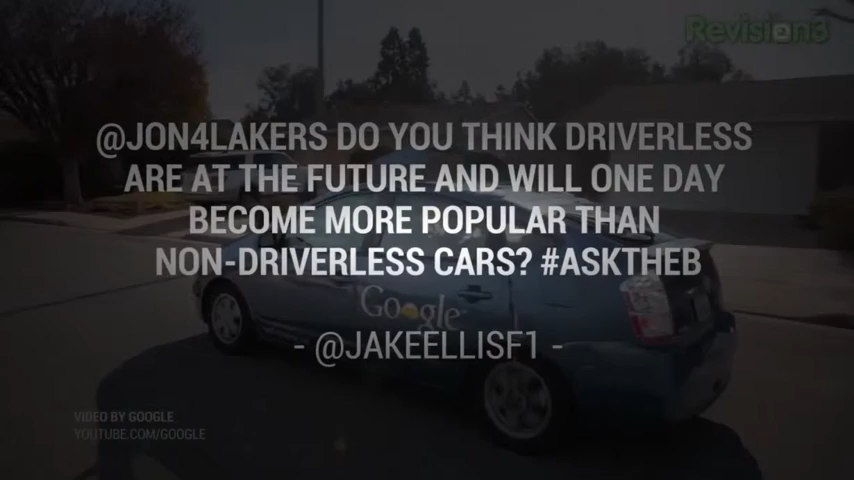 Revision3
@JON4LAKERS DO YOU THINK DRIVERLESS
ARE AT THE FUTURE AND WILL ONE DAY
BECOME MORE POPULAR THAN
NON-DRIVERLESS CARS? #ASKTHEB
Google
- @JAKEELLISF1 -
VIDEO BY GOOGLE
YOUTUBE.COM/GOOGLE